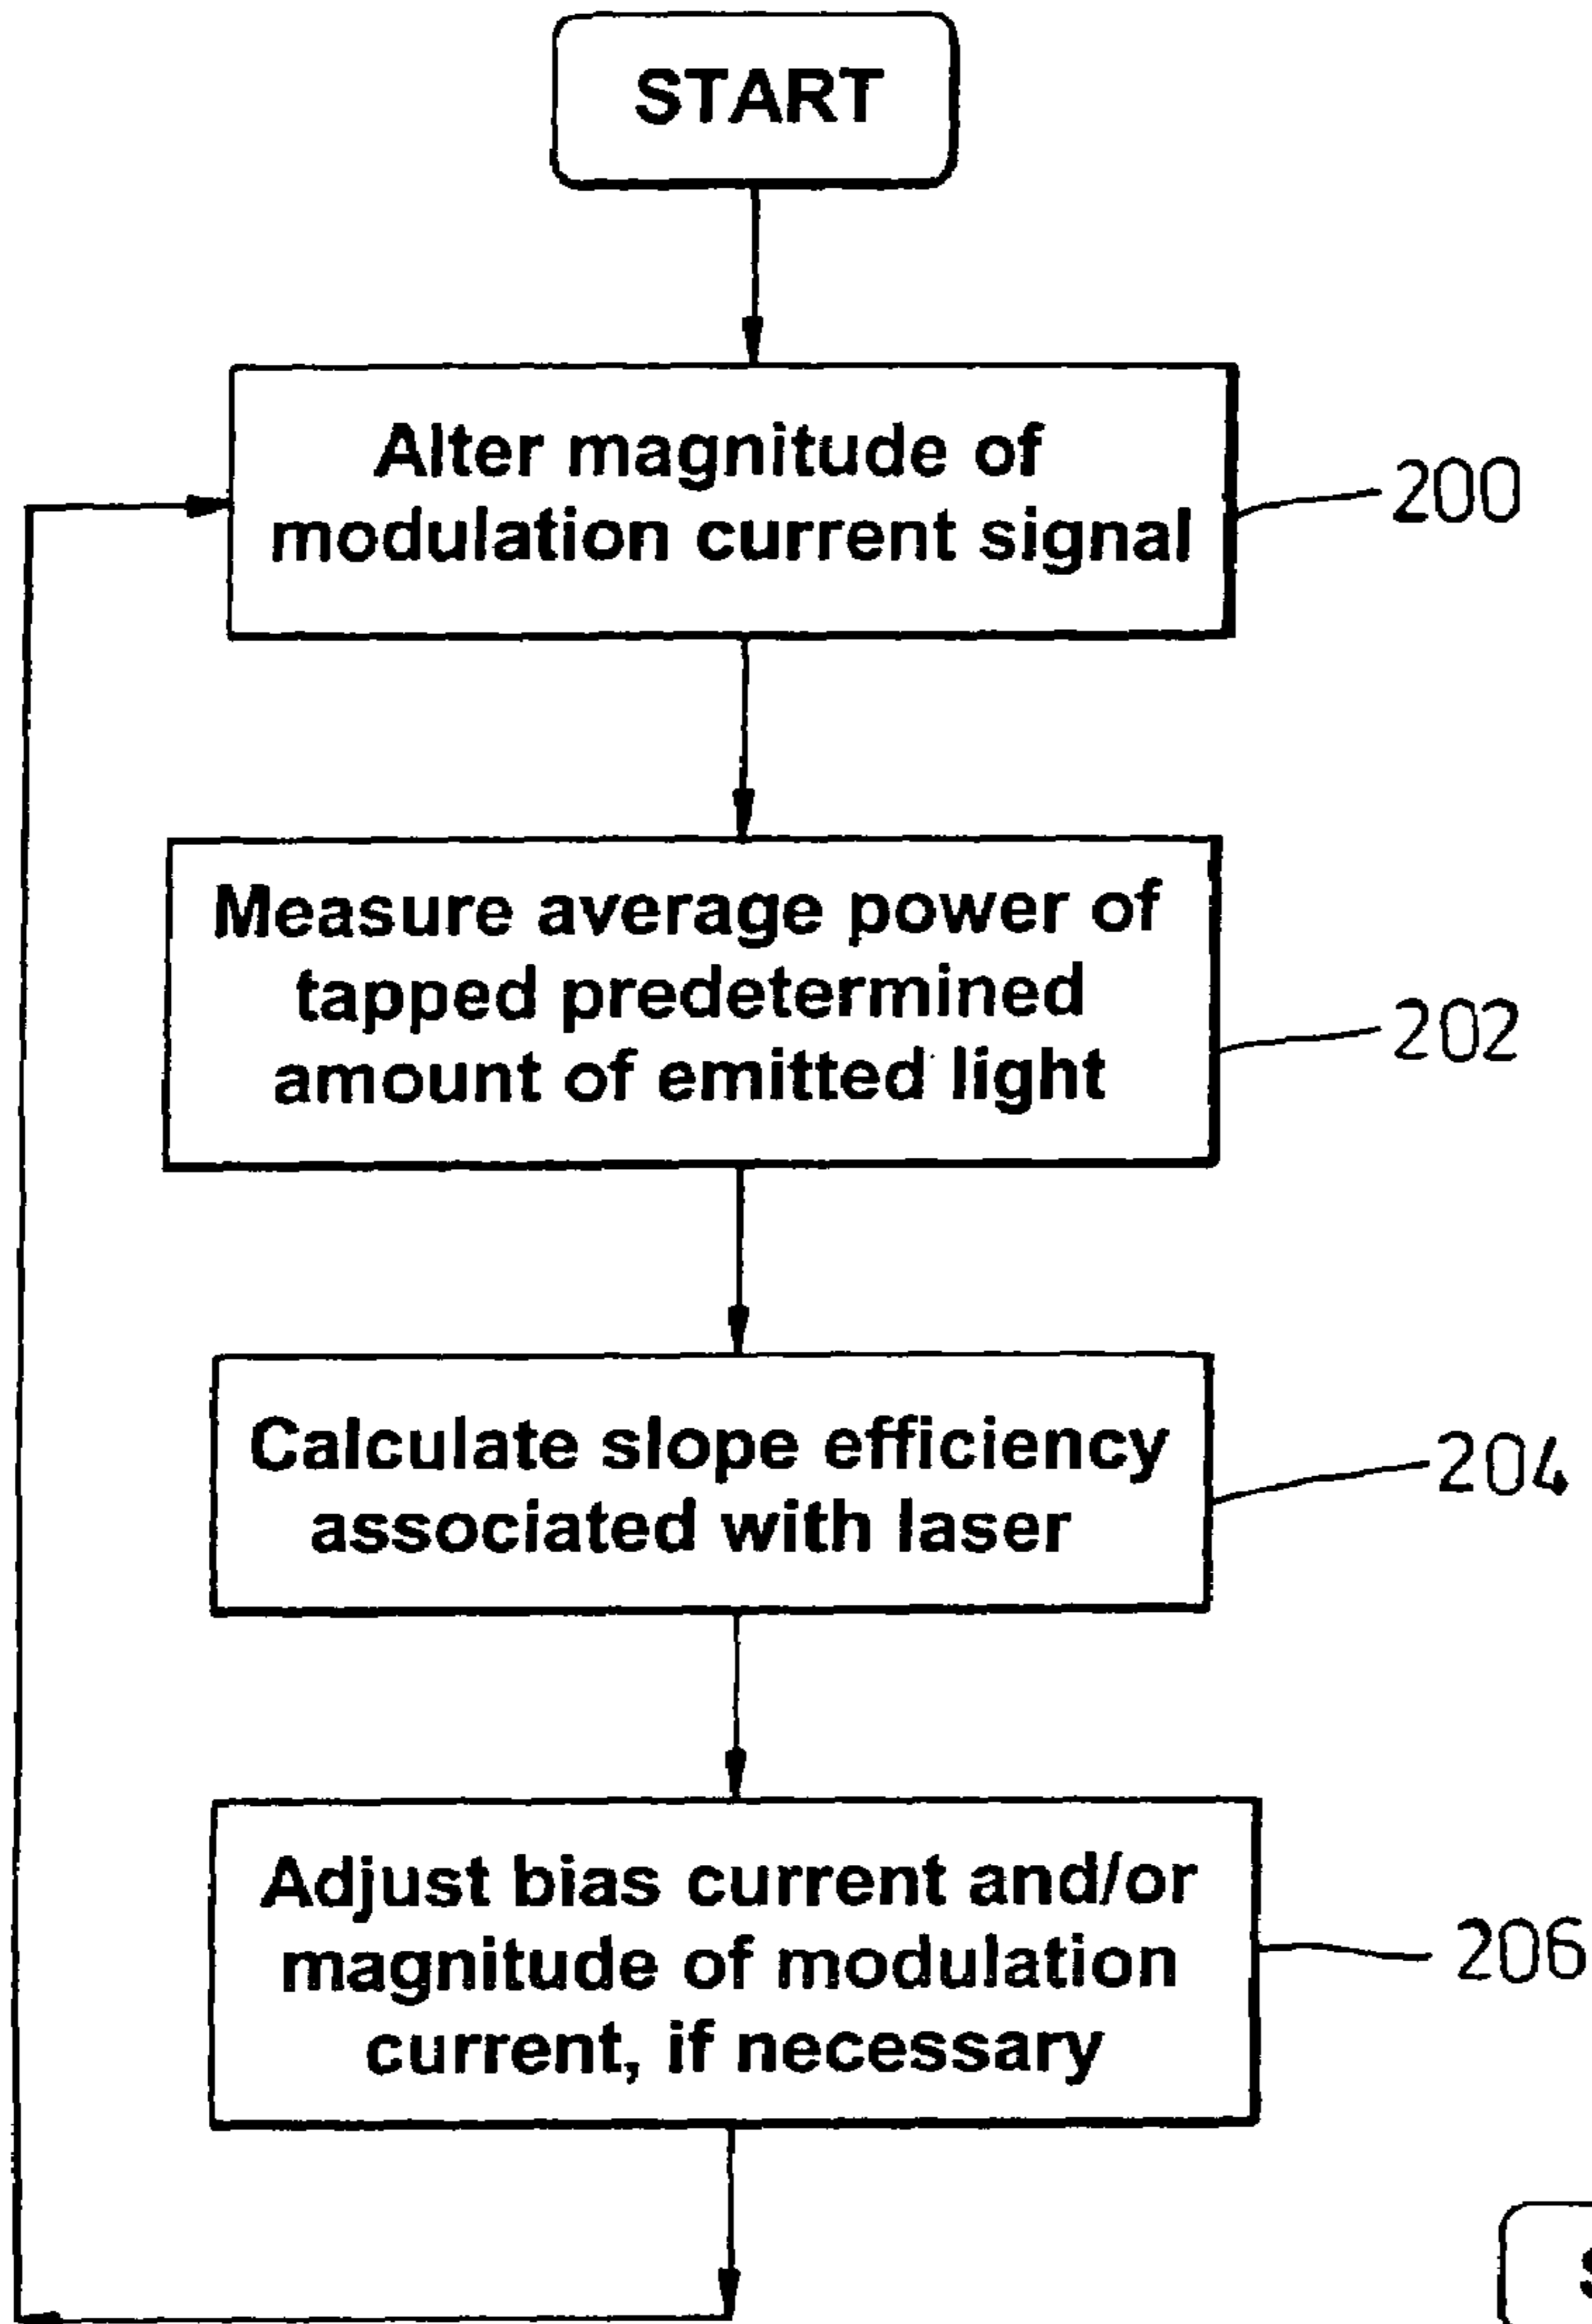 START
Alter magnitude of
modulation current signal
200
Measure average power of
tapped predetermined
amount of emitted light
202
Calculate slope efficiency
associated with laser
204
Adjust bias current and/or
magnitude of modulation
current, if necessary
206